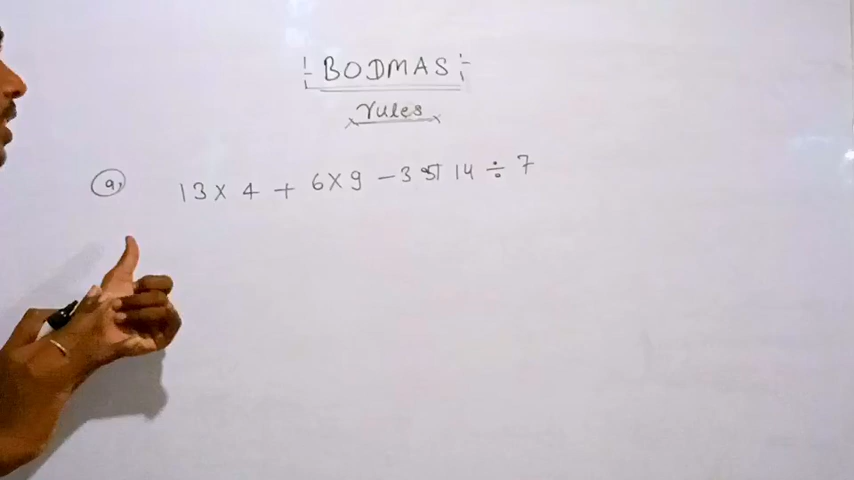 BODMAS
rules
a, 13 × 4 + 6 × 9 - 3 का 14 ÷ 7